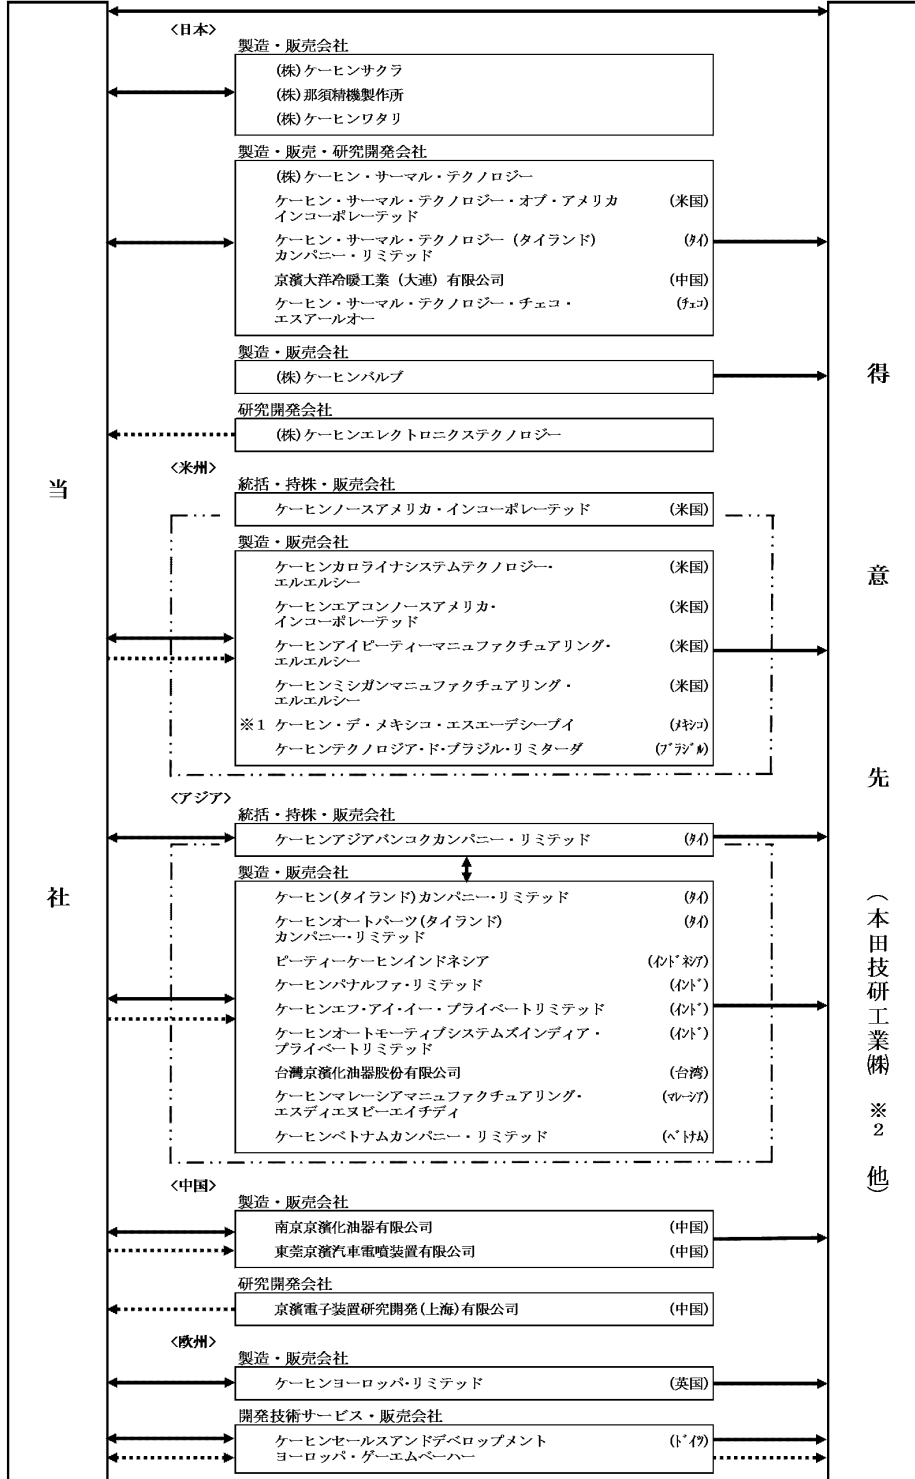 <日本>
製造・販売会社
(株)ケーヒンサクラ
(株)那須精機製作所
(株)ケーヒンワタリ
製造・販売・研究開発会社
(株)ケーヒン・サーマル・テクノロジー
ケーヒン・サーマル・テクノロジー・オブ・アメリカ (米国)
インコーポレーテッド
ケーヒン・サーマル・テクノロジー(タイランド) (タイ)
カンパニー・リミテッド
京濱大洋冷暖工業(大連)有限公司 (中国)
ケーヒン・サーマル・テクノロジー・チェコ・ (チェコ)
エスアールオー
製造・販売会社
(株)ケーヒンバルブ
研究開発会社
(株)ケーヒンエレクトロニクステクノロジー
<米州>
統括・持株・販売会社
ケーヒンノースアメリカ・インコーポレーテッド (米国)
製造・販売会社
ケーヒンカロライナシステムテクノロジー・ (米国)
エルエルシー
ケーヒンエアコンノースアメリカ・ (米国)
インコーポレーテッド
ケーヒンアイピーティーマニュファクチュアリング・ (米国)
エルエルシー
ケーヒンミシガンマニュファクチュアリング・ (米国)
エルエルシー
※1 ケーヒン・デ・メキシコ・エスエーデシーブイ (メキシコ)
ケーヒンテクノロジア・ド・ブラジル・リミターダ (ブラジル)
<アジア>
統括・持株・販売会社
ケーヒンアジアバンコクカンパニー・リミテッド (タイ)
製造・販売会社
ケーヒン(タイランド)カンパニー・リミテッド (タイ)
ケーヒンオートパーツ(タイランド) (タイ)
カンパニー・リミテッド
ピーティーケーヒンインドネシア (インドネシア)
ケーヒンパナルファ・リミテッド (インド)
ケーヒンエフ・アイ・イー・プライベートリミテッド (インド)
ケーヒンオートモーティブシステムズインディア・ (インド)
プライベートリミテッド
台灣京濱化油器股份有限公司 (台湾)
ケーヒンマレーシアマニュファクチュアリング・ (マレーシア)
エスディエヌビーエイチディ
ケーヒンベトナムカンパニー・リミテッド (ベトナム)
<中国>
製造・販売会社
南京京濱化油器有限公司 (中国)
東莞京濱汽車電噴装置有限公司 (中国)
研究開発会社
京濱電子装置研究開発(上海)有限公司 (中国)
<欧州>
製造・販売会社
ケーヒンヨーロッパ・リミテッド (英国)
開発技術サービス・販売会社
ケーヒンセールスアンドデベロップメント (ドイツ)
ヨーロッパ・ゲーエムベーハー
当社
得意先(本田技研工業㈱ ※2 他)